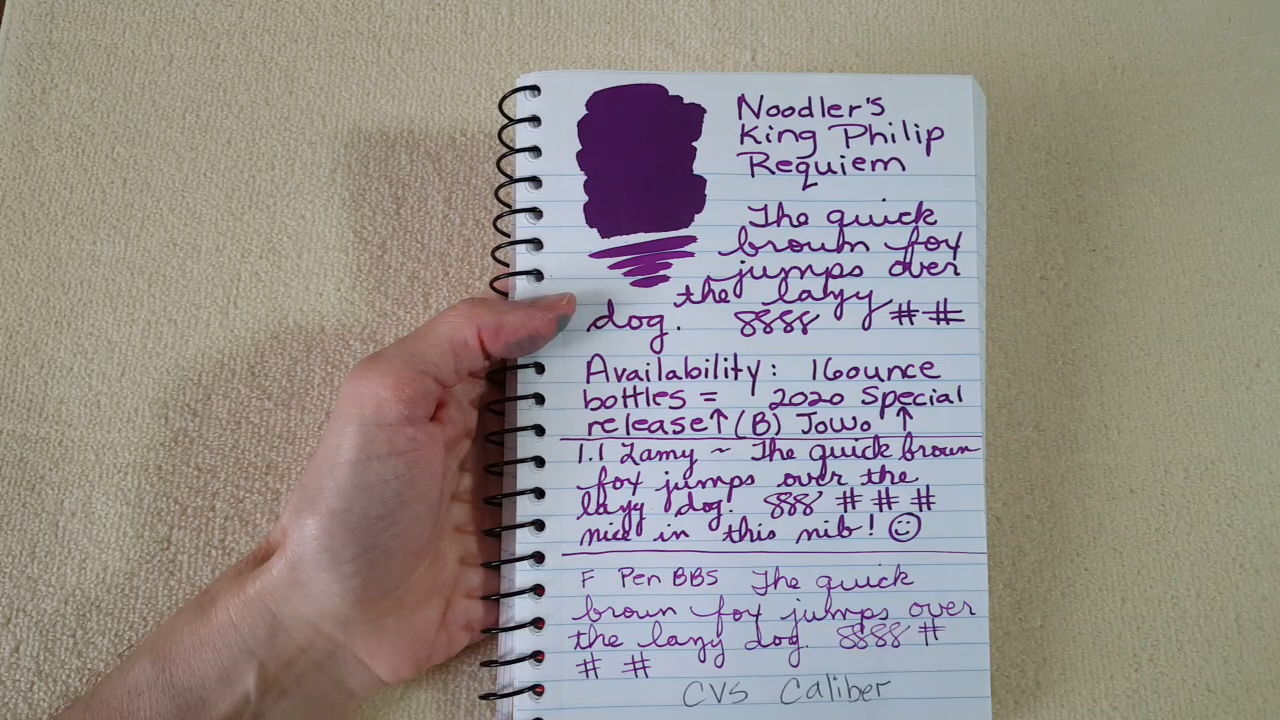 Noodler's
King Philip
Requiem
The quick
brown fox
jumps over
the lazy
dog. 8888 # #
Availability: 16ounce
bottles = 2020 Special
release↑ (B) Jowo ↑
1.1 Lamy ~ The quick brown
fox jumps over the
lazy dog. 888 # # #
nice in this nib! ☺
F Pen BBS The quick
brown fox jumps over
the lazy dog. 8888 #
# #
CVS Caliber